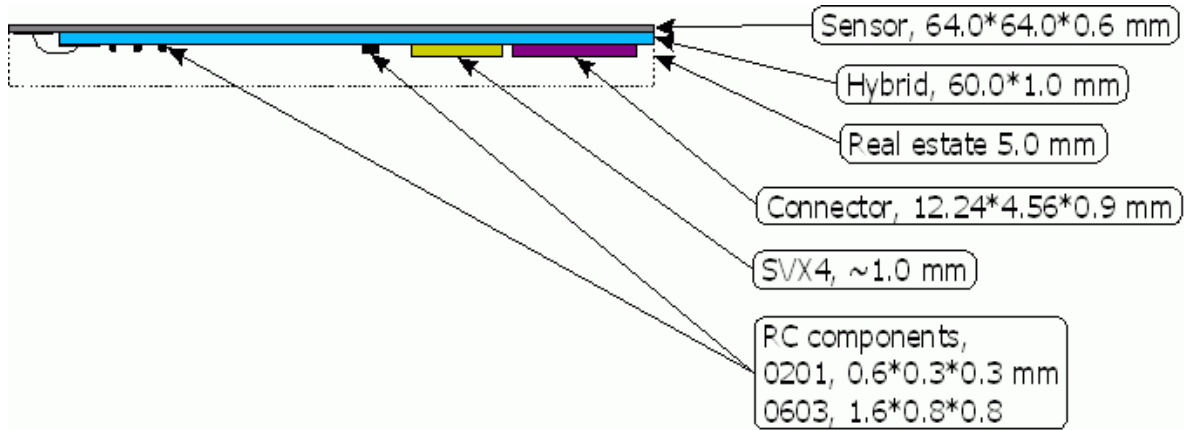 Sensor, 64.0*64.0*0.6 mm
Hybrid, 60.0*1.0 mm
Real estate 5.0 mm
Connector, 12.24*4.56*0.9 mm
SVX4, ~1.0 mm
RC components,
0201, 0.6*0.3*0.3 mm
0603, 1.6*0.8*0.8